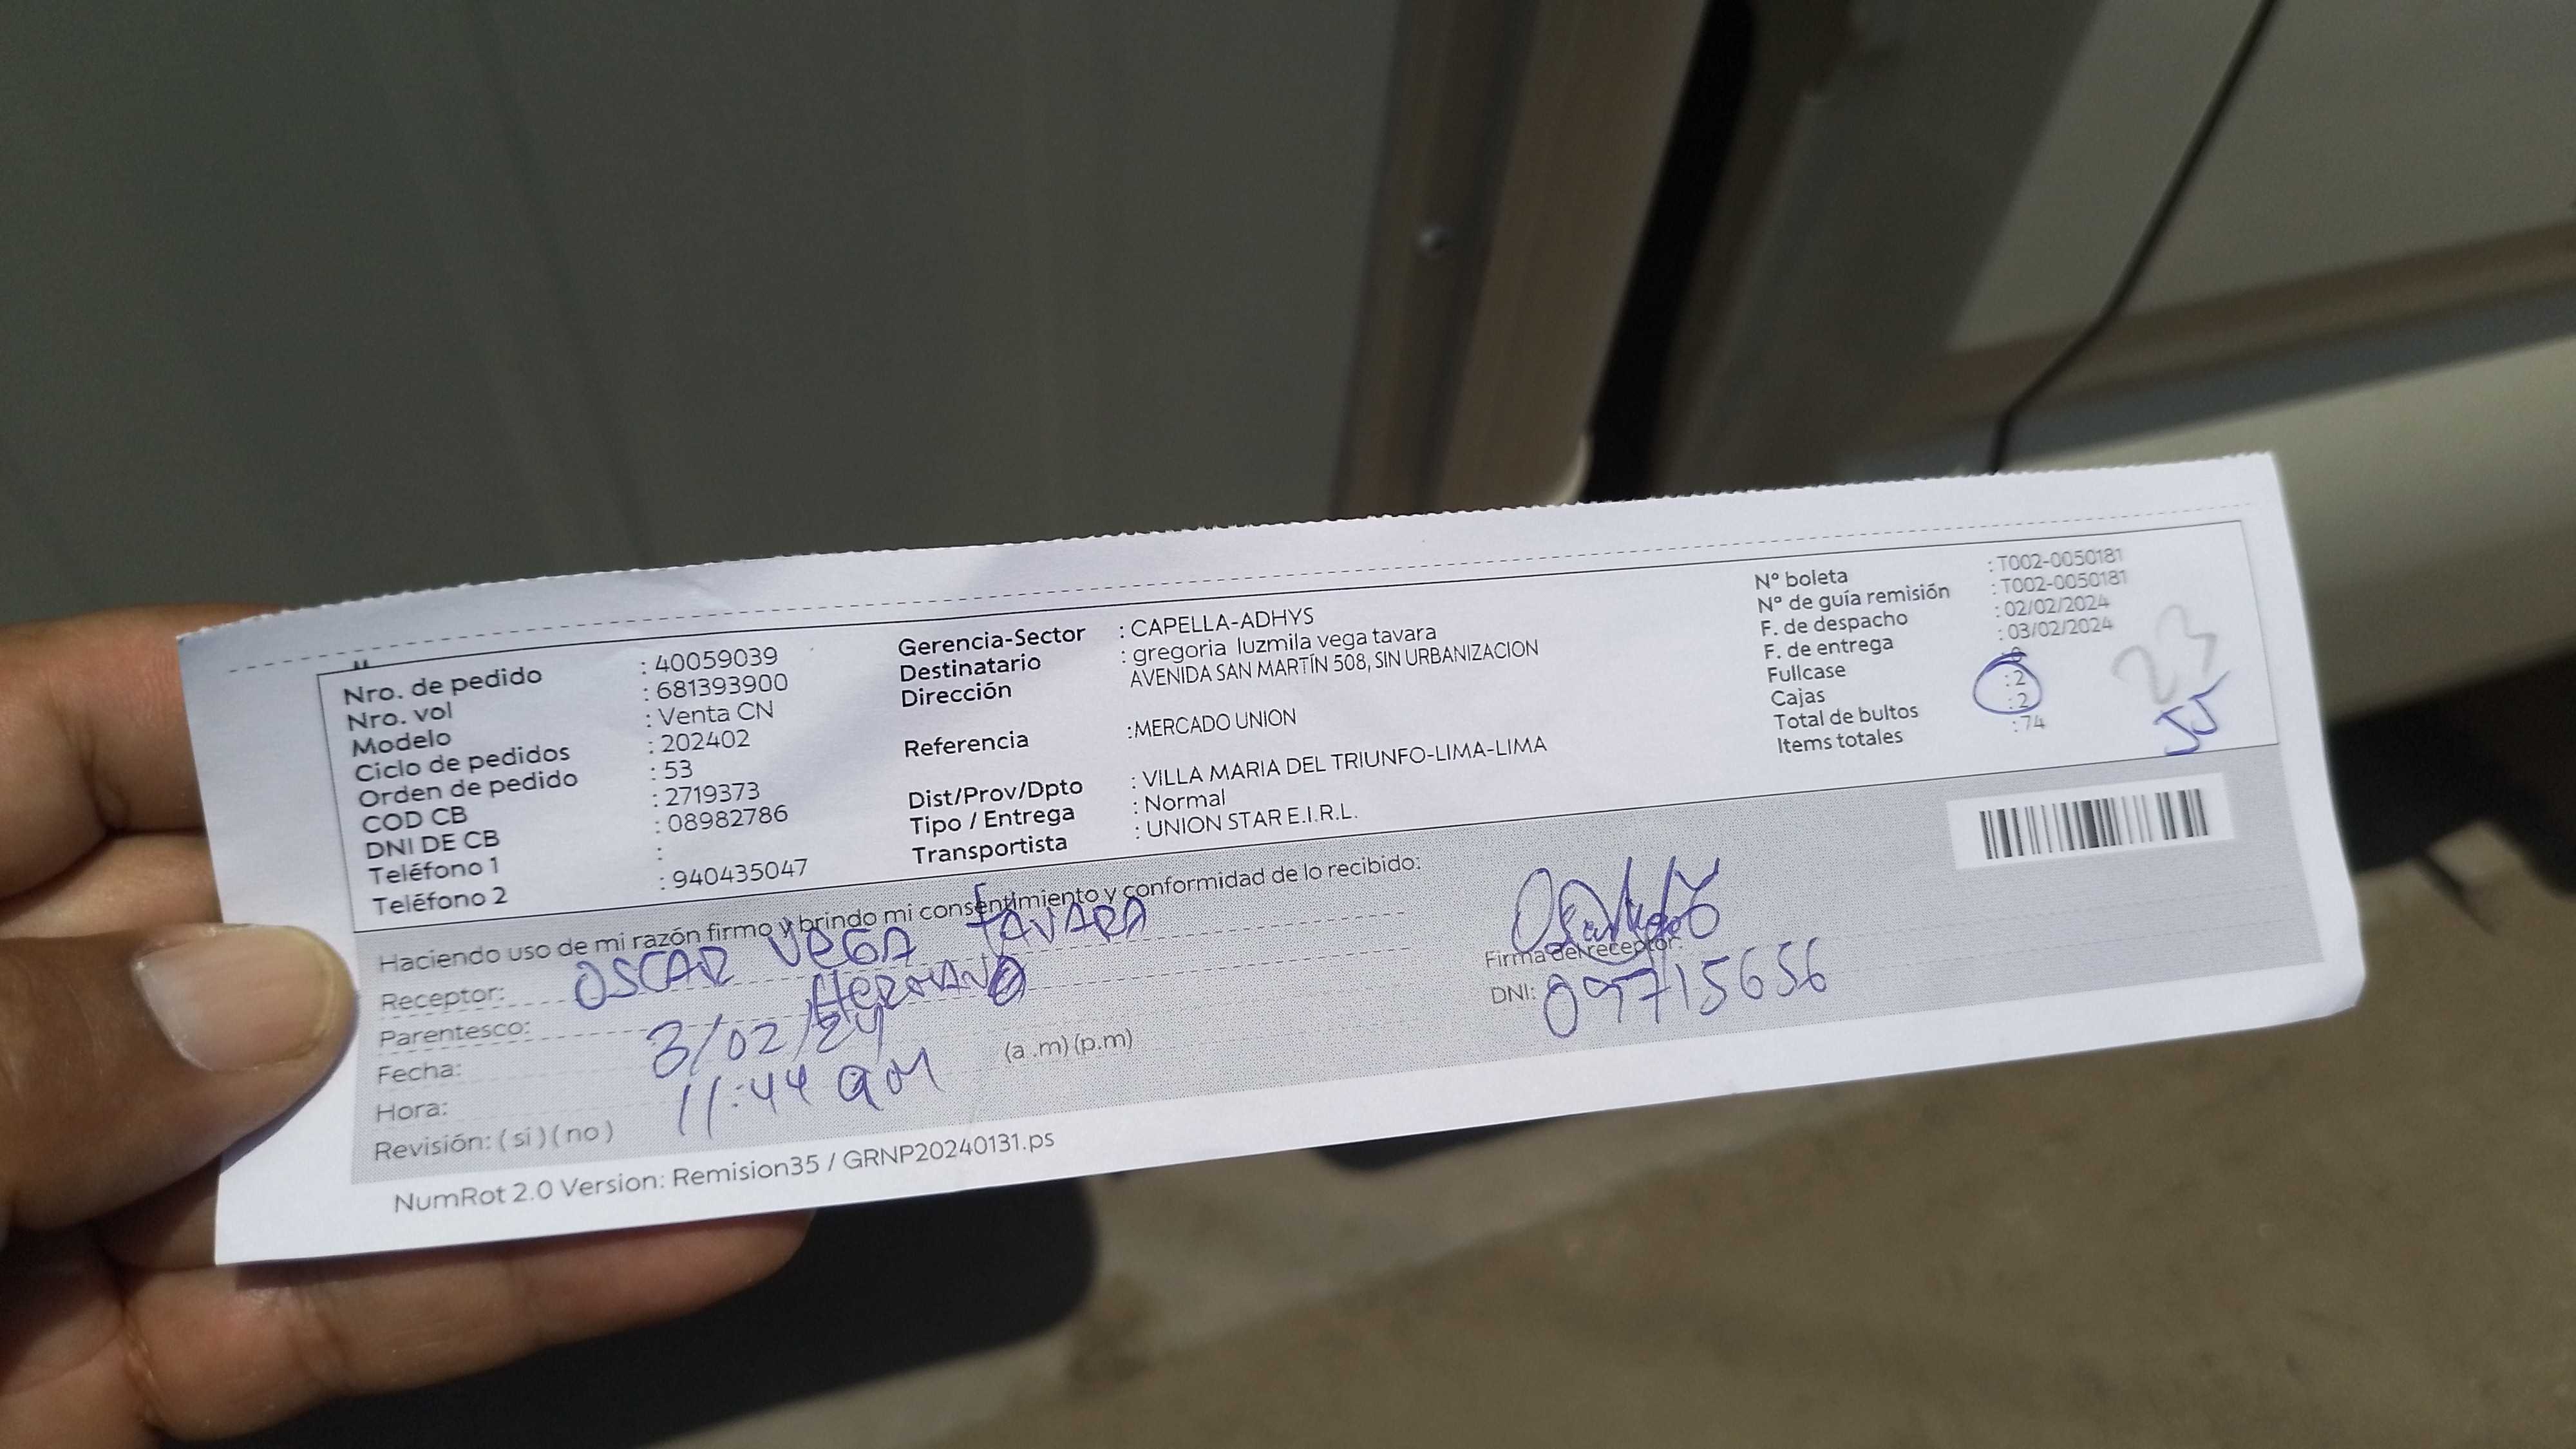 Nro. de pedido : 40059039
Nro. vol : 681393900
Modelo : Venta CN
Ciclo de pedidos : 202402
Orden de pedido : 53
COD CB : 2719373
DNI DE CB : 08982786
Teléfono 1 :
Teléfono 2 : 940435047
Gerencia-Sector : CAPELLA-ADHYS
Destinatario : gregoria luzmila vega tavara
Dirección AVENIDA SAN MARTÍN 508, SIN URBANIZACION
Referencia :MERCADO UNION
Dist/Prov/Dpto : VILLA MARIA DEL TRIUNFO-LIMA-LIMA
Tipo / Entrega : Normal
Transportista : UNION STAR E.I.R.L.
N° boleta : T002-0050181
N° de guía remisión : T002-0050181
F. de despacho : 02/02/2024
F. de entrega : 03/02/2024
Fullcase
Cajas : 2
Total de bultos : 2
Items totales : 74
23
Haciendo uso de mi razón firmo y brindo mi consentimiento y conformidad de lo recibido:
Receptor: OSCAR VEGA TAVARA
Parentesco: HERMANO
Fecha: 3/02/24
Hora: 11:44 am (a .m) (p.m)
Revisión: ( si ) ( no )
Firma del receptor:
DNI: 09715656
NumRot 2.0 Version: Remision35 / GRNP20240131.ps